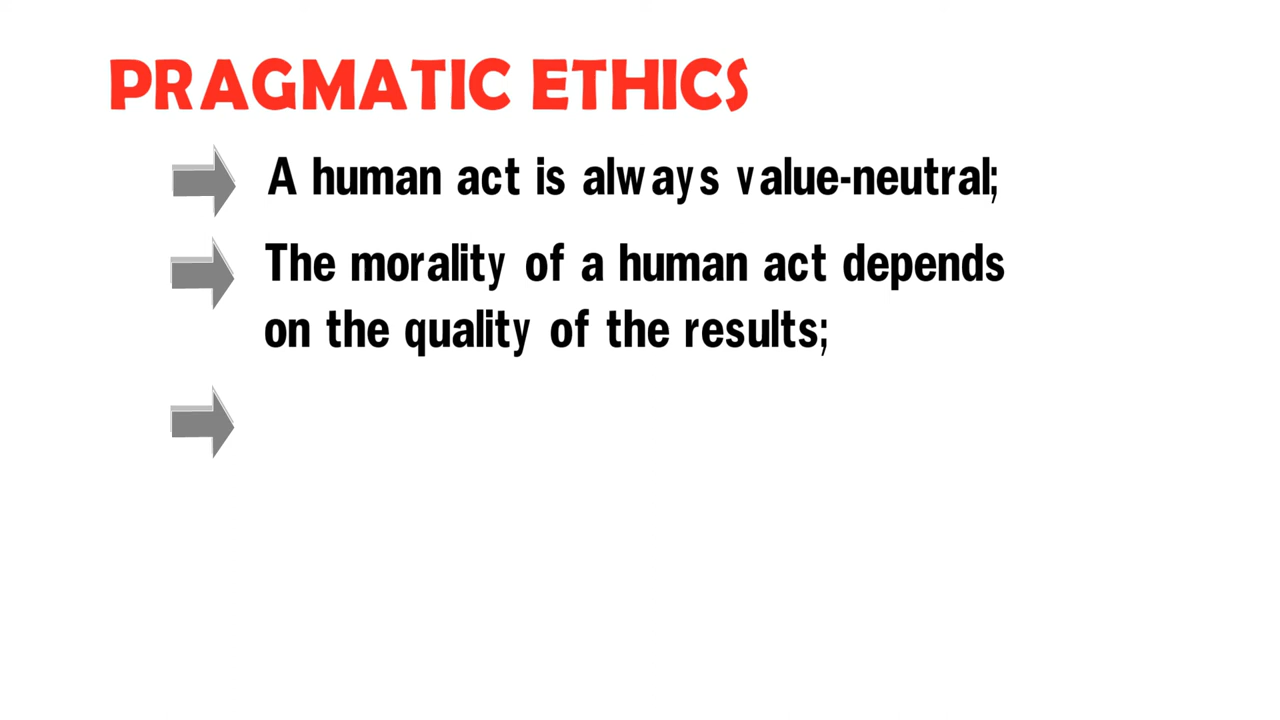 PRAGMATIC ETHICS
A human act is always value-neutral;
The morality of a human act depends
on the quality of the results;